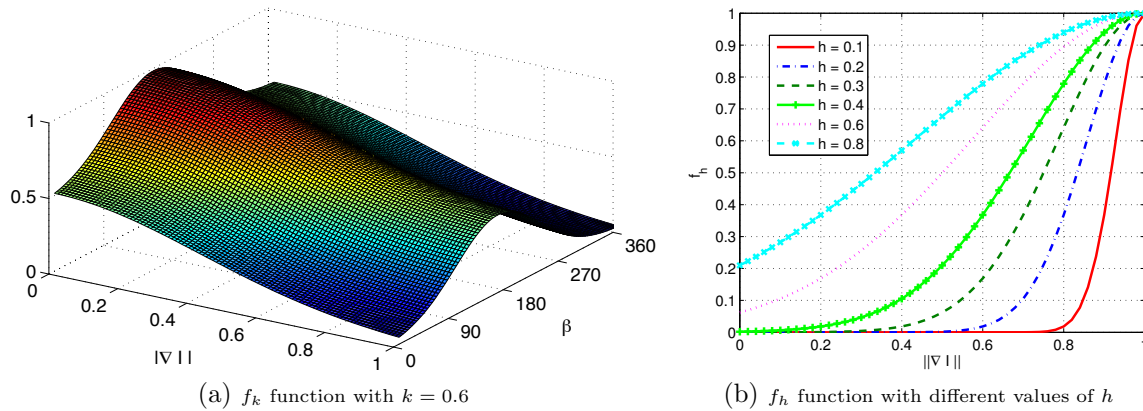 1
0.5
0
0
0.2
0.4
0.6
0.8
1
|∇ I |
0
90
180
270
360
β
(a) f_k function with k = 0.6
1
0.9
0.8
0.7
0.6
0.5
0.4
0.3
0.2
0.1
0
f_h
h = 0.1
h = 0.2
h = 0.3
h = 0.4
h = 0.6
h = 0.8
0 0.2 0.4 0.6 0.8 1
||∇ I ||
(b) f_h function with different values of h